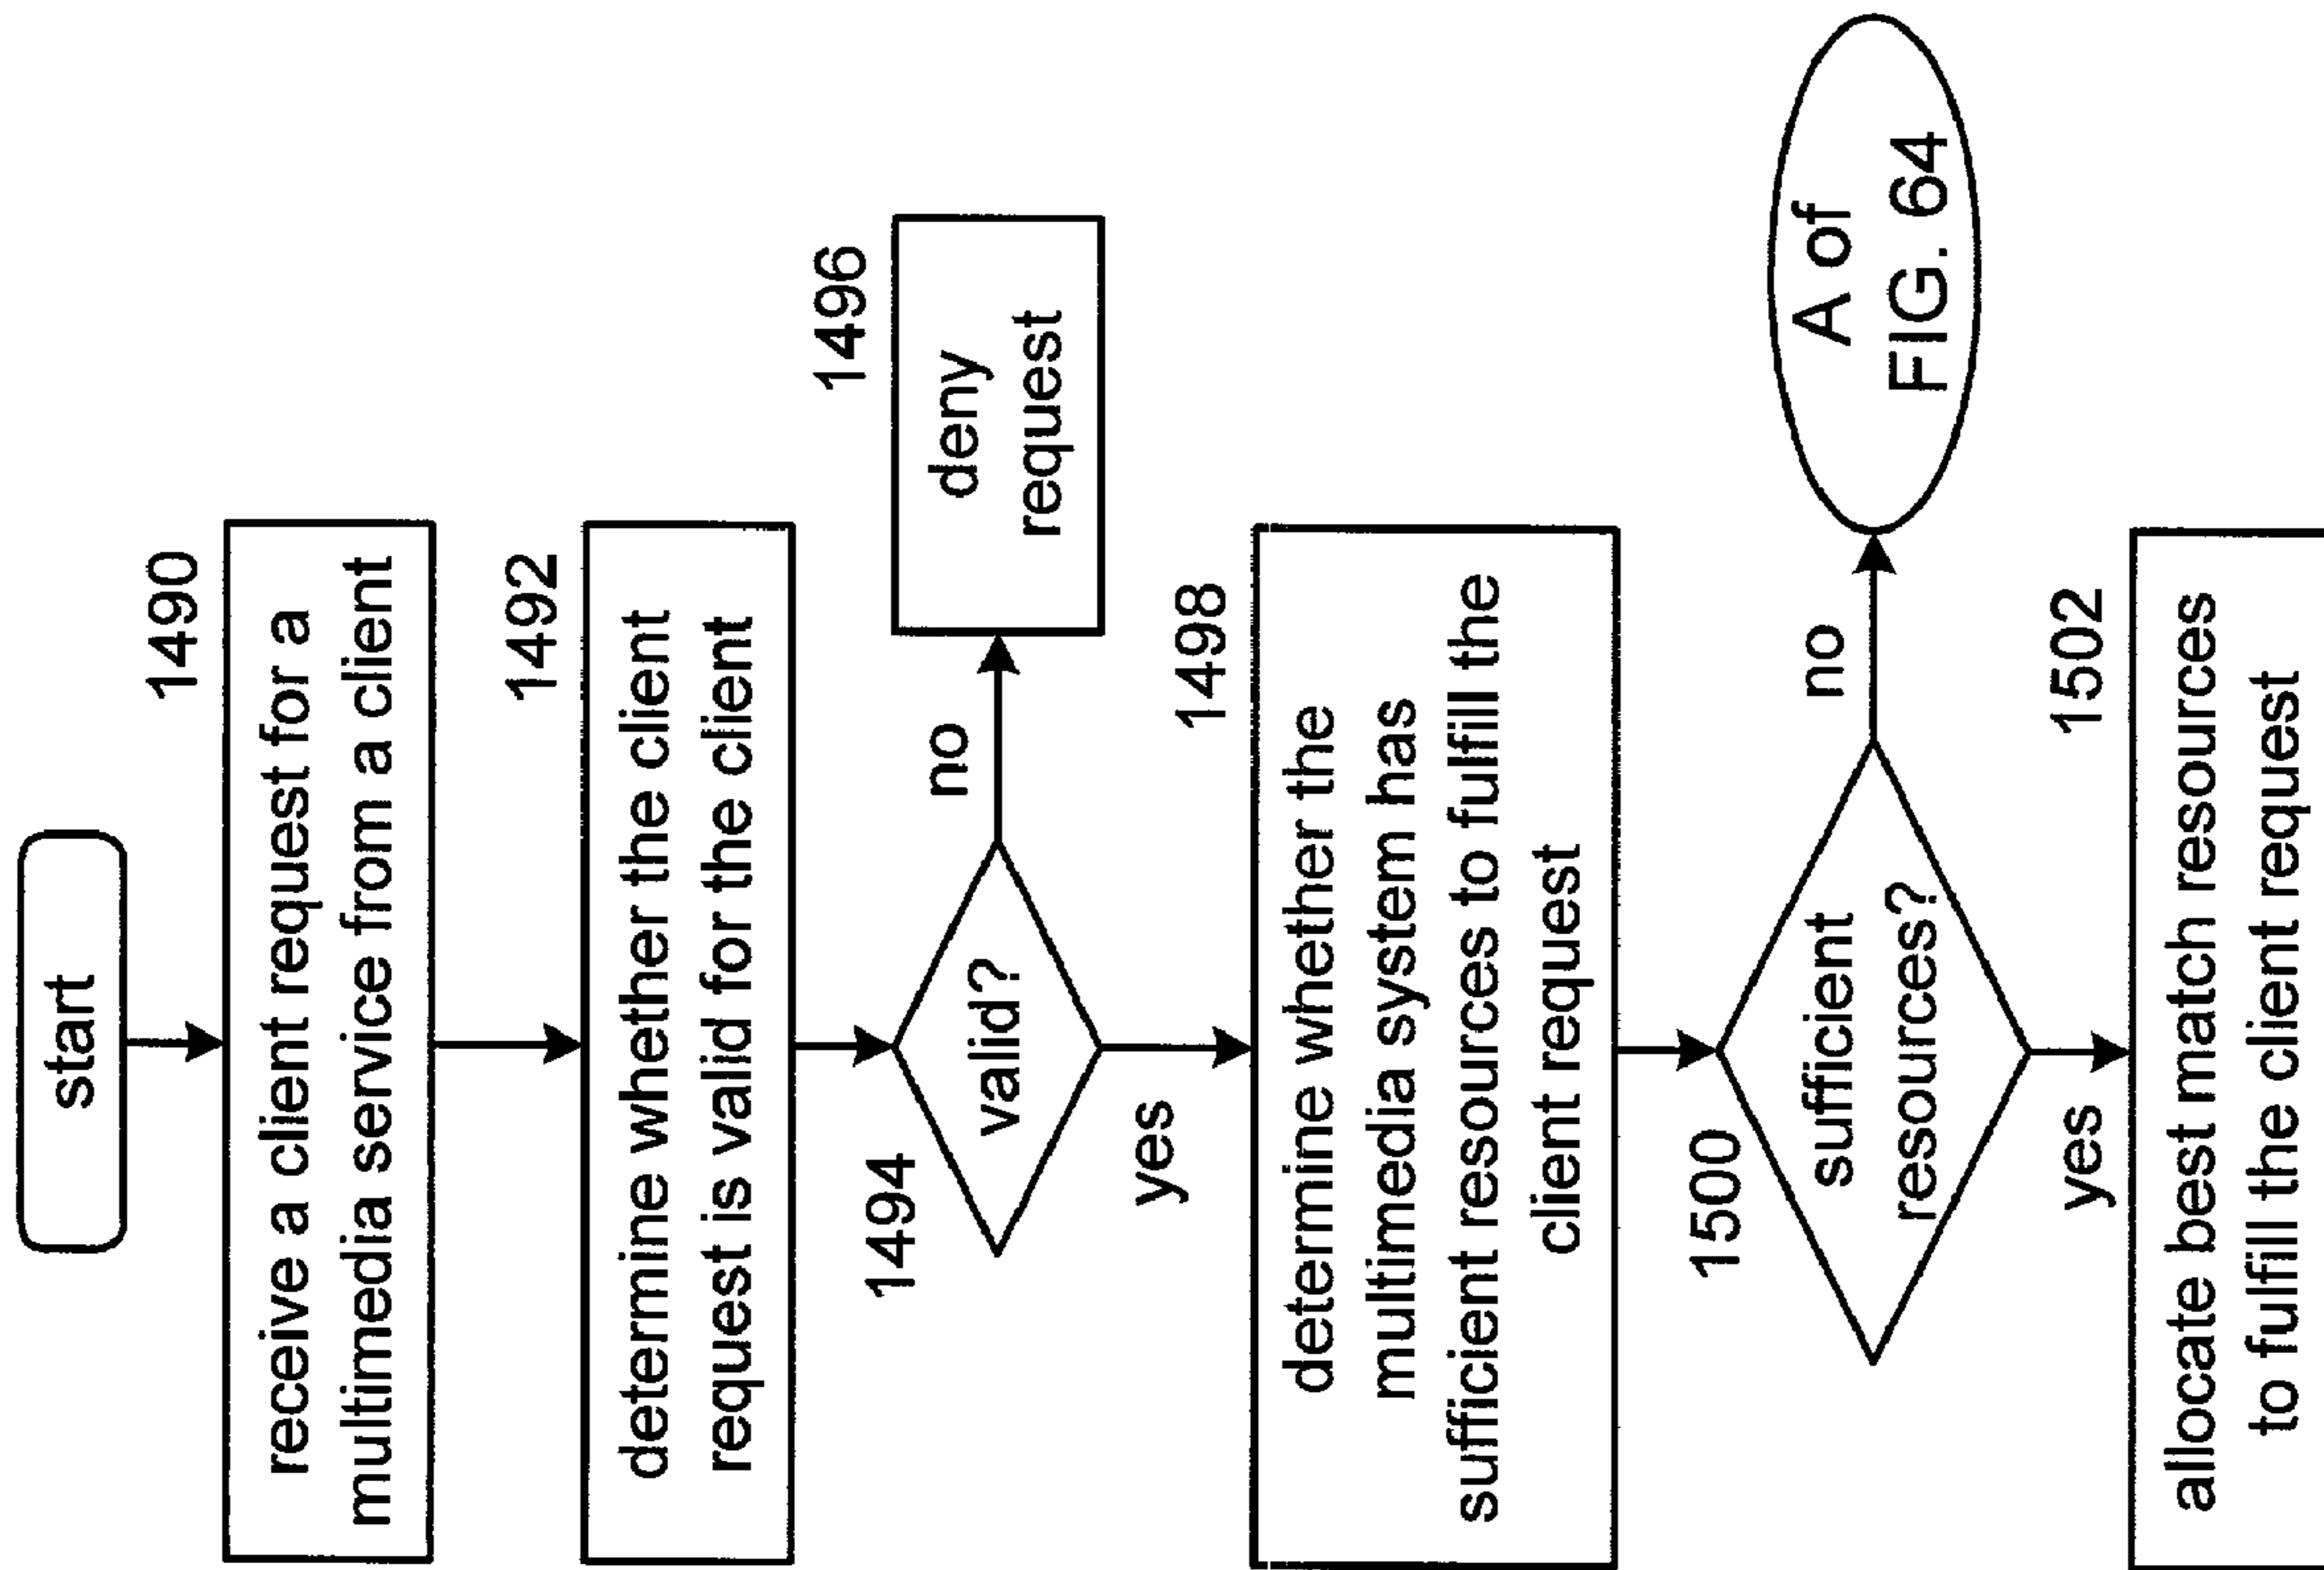 start
1490
receive a client request for a
multimedia service from a client
1492
determine whether the client
request is valid for the client
1494
valid?
no
1496
deny
request
yes
1498
determine whether the
multimedia system has
sufficient resources to fulfill the
client request
1500
sufficient
resources?
no
A of
FIG. 64
yes
1502
allocate best match resources
to fulfill the client request